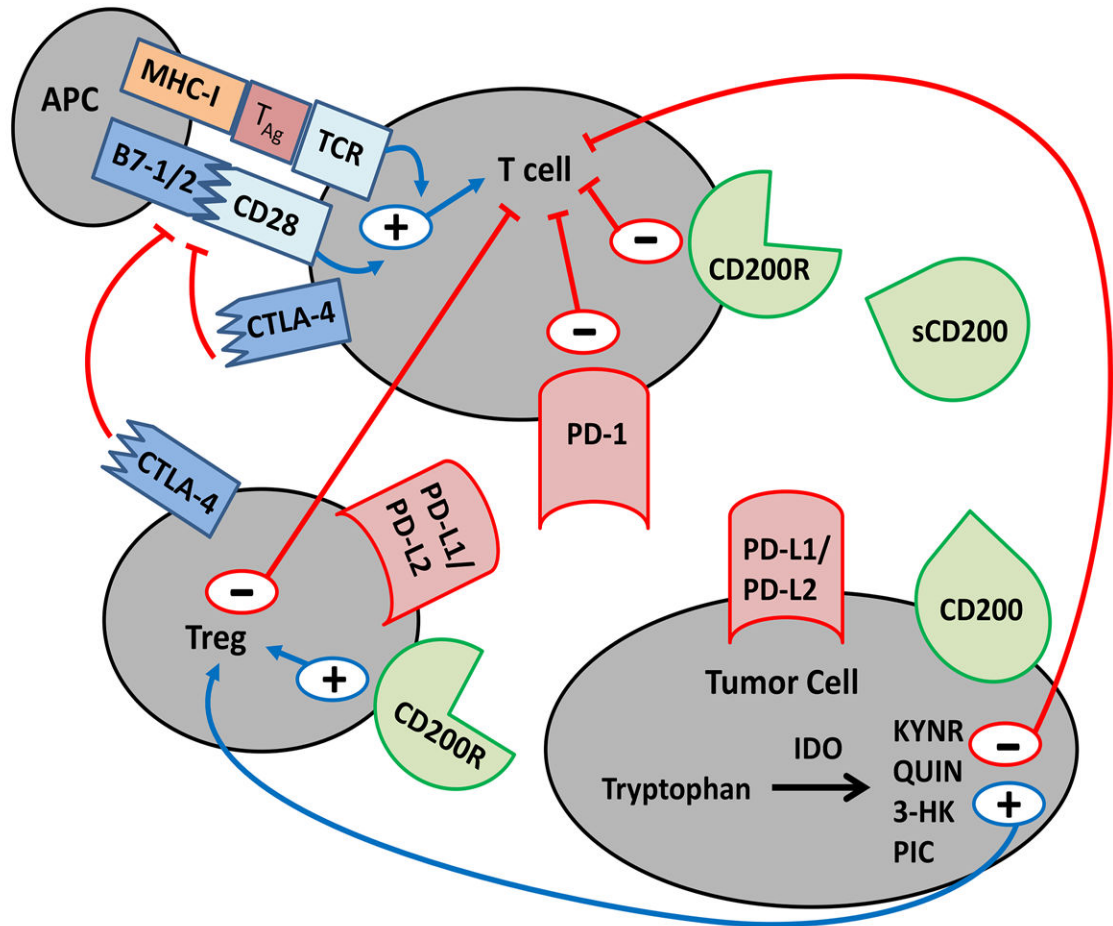 APC
MHC-I
TAg
TCR
B7-1/2
CD28
T cell
+
-
CD200R
sCD200
CTLA-4
-
PD-1
CTLA-4
PD-L1/
PD-L2
-
Treg
+
CD200R
PD-L1/
PD-L2
CD200
Tumor Cell
IDO
Tryptophan
KYNR
QUIN
3-HK
PIC
-
+